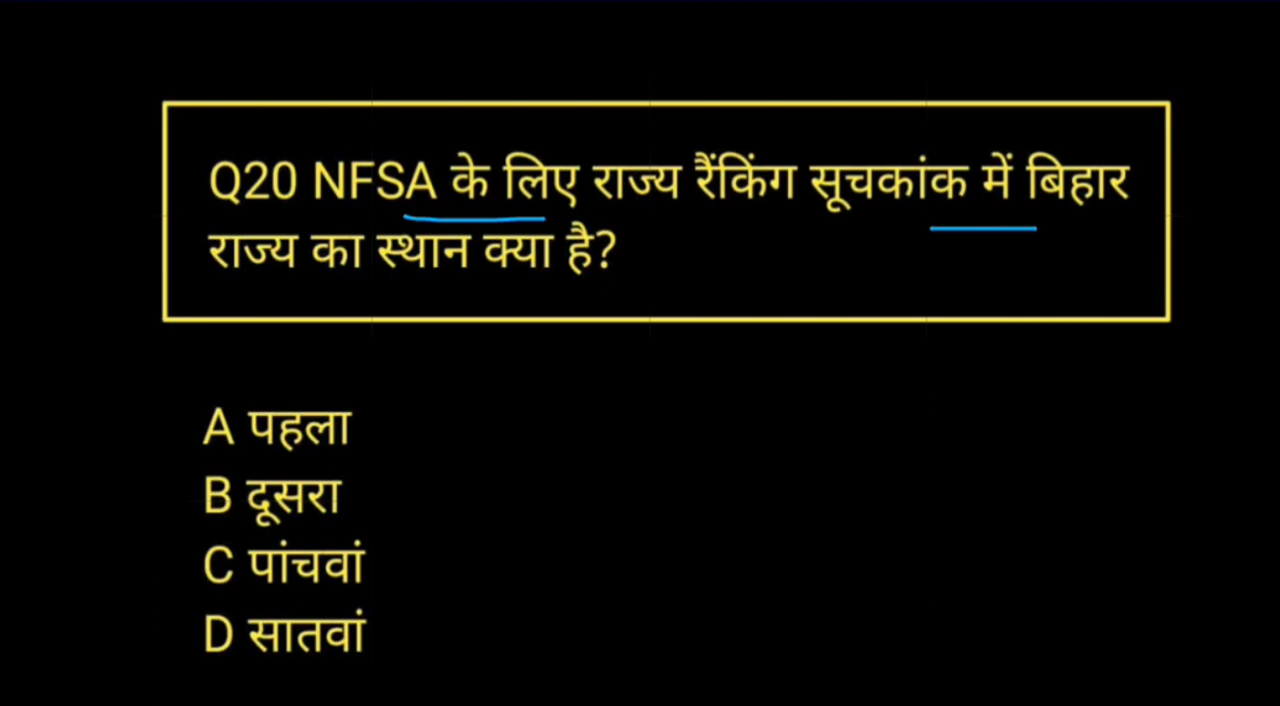 Q20 NFSA के लिए राज्य रैंकिंग सूचकांक में बिहार
राज्य का स्थान क्या है?
A पहला
B दूसरा
C पांचवां
D सातवां